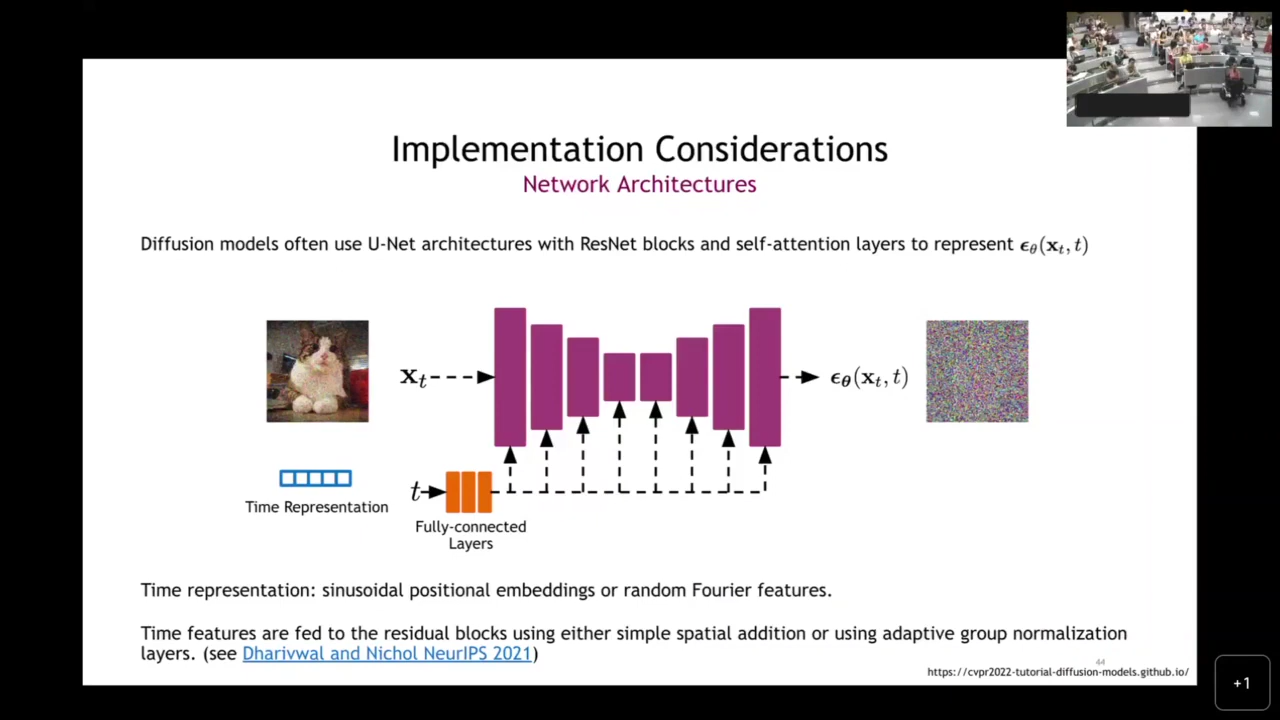 Implementation Considerations
Network Architectures
Diffusion models often use U-Net architectures with ResNet blocks and self-attention layers to represent ϵθ(xt, t)
xt
ϵθ(xt, t)
t
Time Representation
Fully-connected
Layers
Time representation: sinusoidal positional embeddings or random Fourier features.
Time features are fed to the residual blocks using either simple spatial addition or using adaptive group normalization
layers. (see Dharivwal and Nichol NeurIPS 2021)
44
https://cvpr2022-tutorial-diffusion-models.github.io/
+1